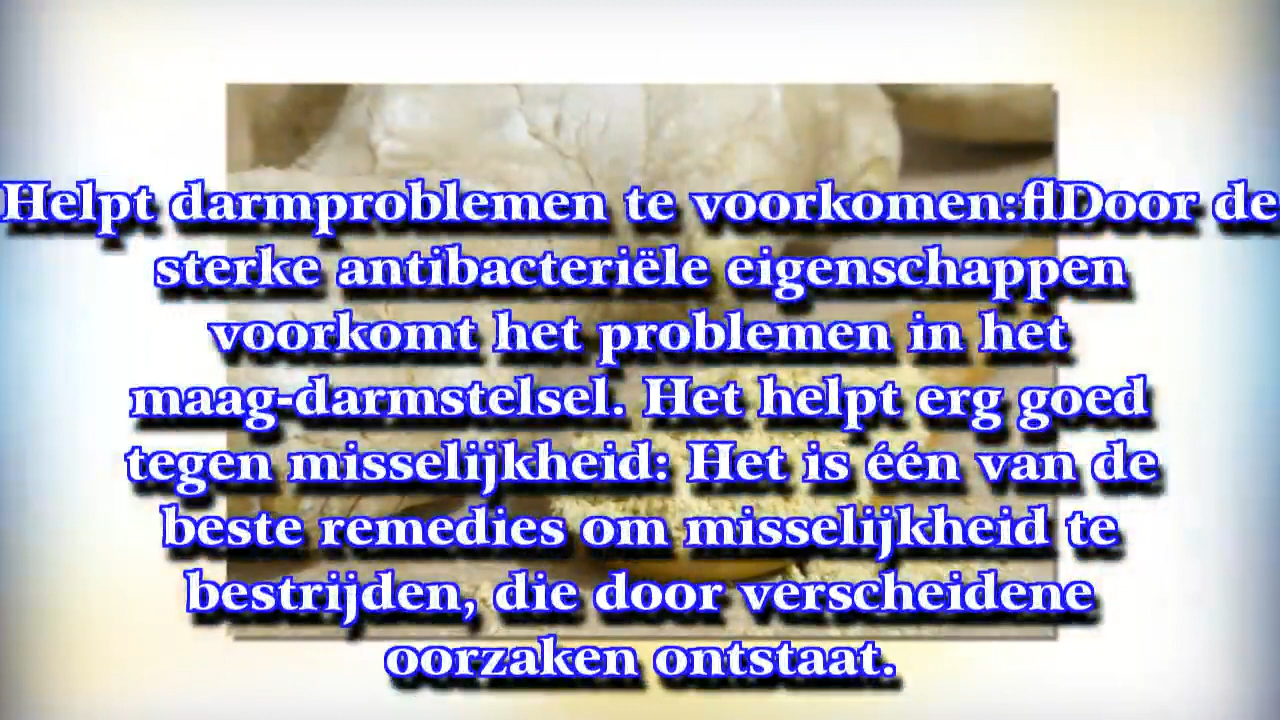 Helpt darmproblemen te voorkomen:ﬂDoor de
sterke antibacteriële eigenschappen
voorkomt het problemen in het
maag-darmstelsel. Het helpt erg goed
tegen misselijkheid: Het is één van de
beste remedies om misselijkheid te
bestrijden, die door verscheidene
oorzaken ontstaat.